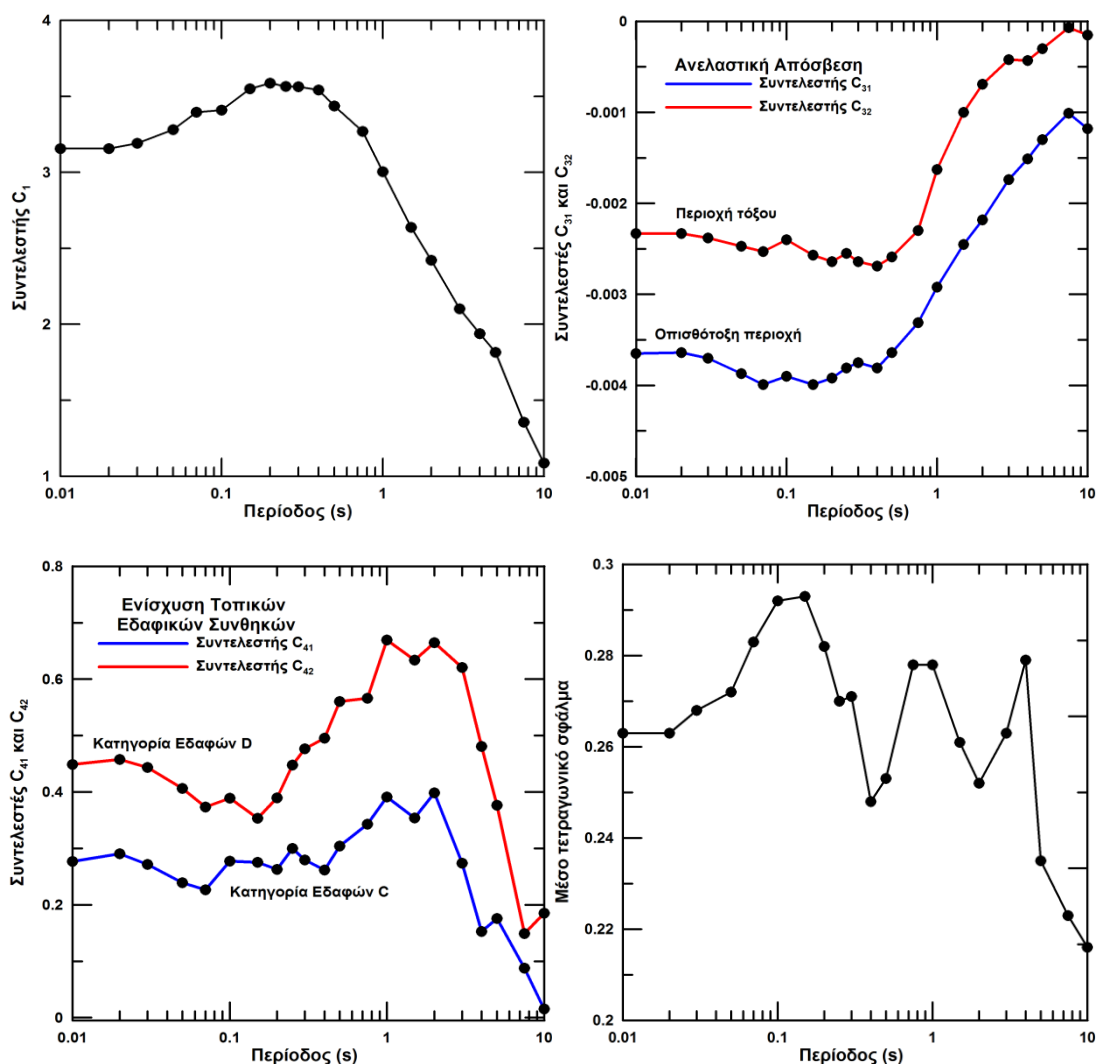 4
3
2
1
Συντελεστής C1
0.01
0.1
1
10
Περίοδος (s)
0
-0.001
-0.002
-0.003
-0.004
-0.005
Συντελεστές C31 και C32
Ανελαστική Απόσβεση
Συντελεστής C31
Συντελεστής C32
Περιοχή τόξου
Οπισθότοξη περιοχή
0.01
0.1
1
10
Περίοδος (s)
0.8
0.6
0.4
0.2
0
Συντελεστές C41 και C42
Ενίσχυση Τοπικών
Εδαφικών Συνθηκών
Συντελεστής C41
Συντελεστής C42
Κατηγορία Εδαφών D
Κατηγορία Εδαφών C
0.01
0.1
1
10
Περίοδος (s)
0.3
0.28
0.26
0.24
0.22
0.2
Μέσο τετραγωνικό σφάλμα
0.01
0.1
1
10
Περίοδος (s)